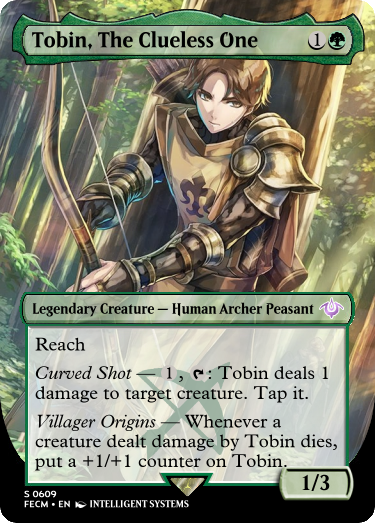 Tobin, The Clueless One 1
Legendary Creature — Human Archer Peasant
Reach
Curved Shot — 1 , : Tobin deals 1
damage to target creature. Tap it.
Villager Origins — Whenever a
creature dealt damage by Tobin dies,
put a +1/+1 counter on Tobin.
1/3
S 0609
FECM • EN INTELLIGENT SYSTEMS